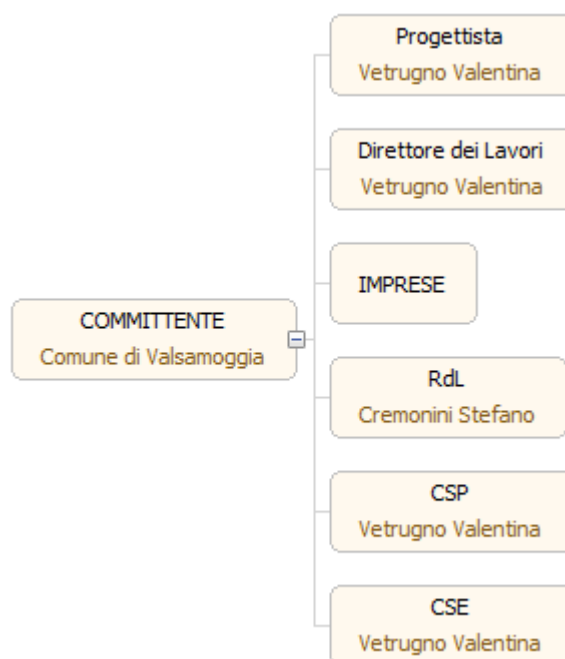 COMMITTENTE
Comune di Valsamoggia
Progettista
Vetrugno Valentina
Direttore dei Lavori
Vetrugno Valentina
IMPRESE
RdL
Cremonini Stefano
CSP
Vetrugno Valentina
CSE
Vetrugno Valentina